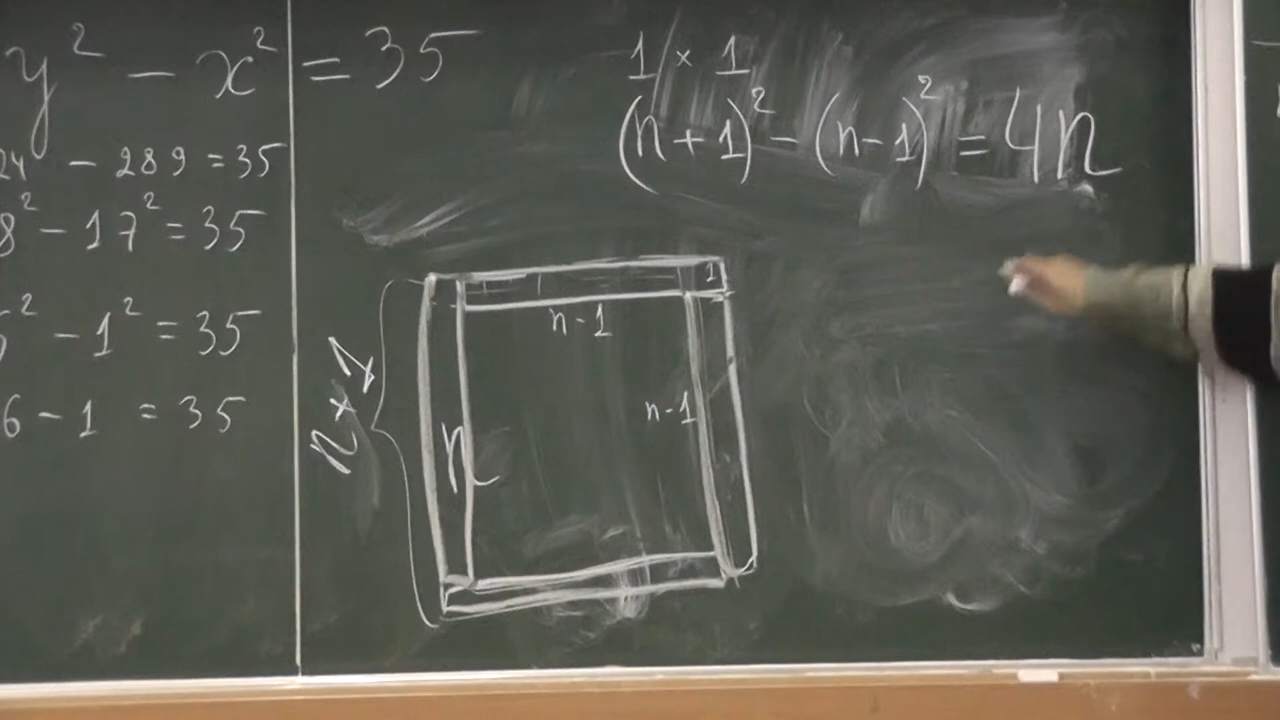 y² − x² = 35
24 − 289 = 35
8² − 17² = 35
² − 1² = 35
6 − 1 = 35
1 × 1
(n+1)² − (n-1)² = 4n
1
n-1
n-1
n